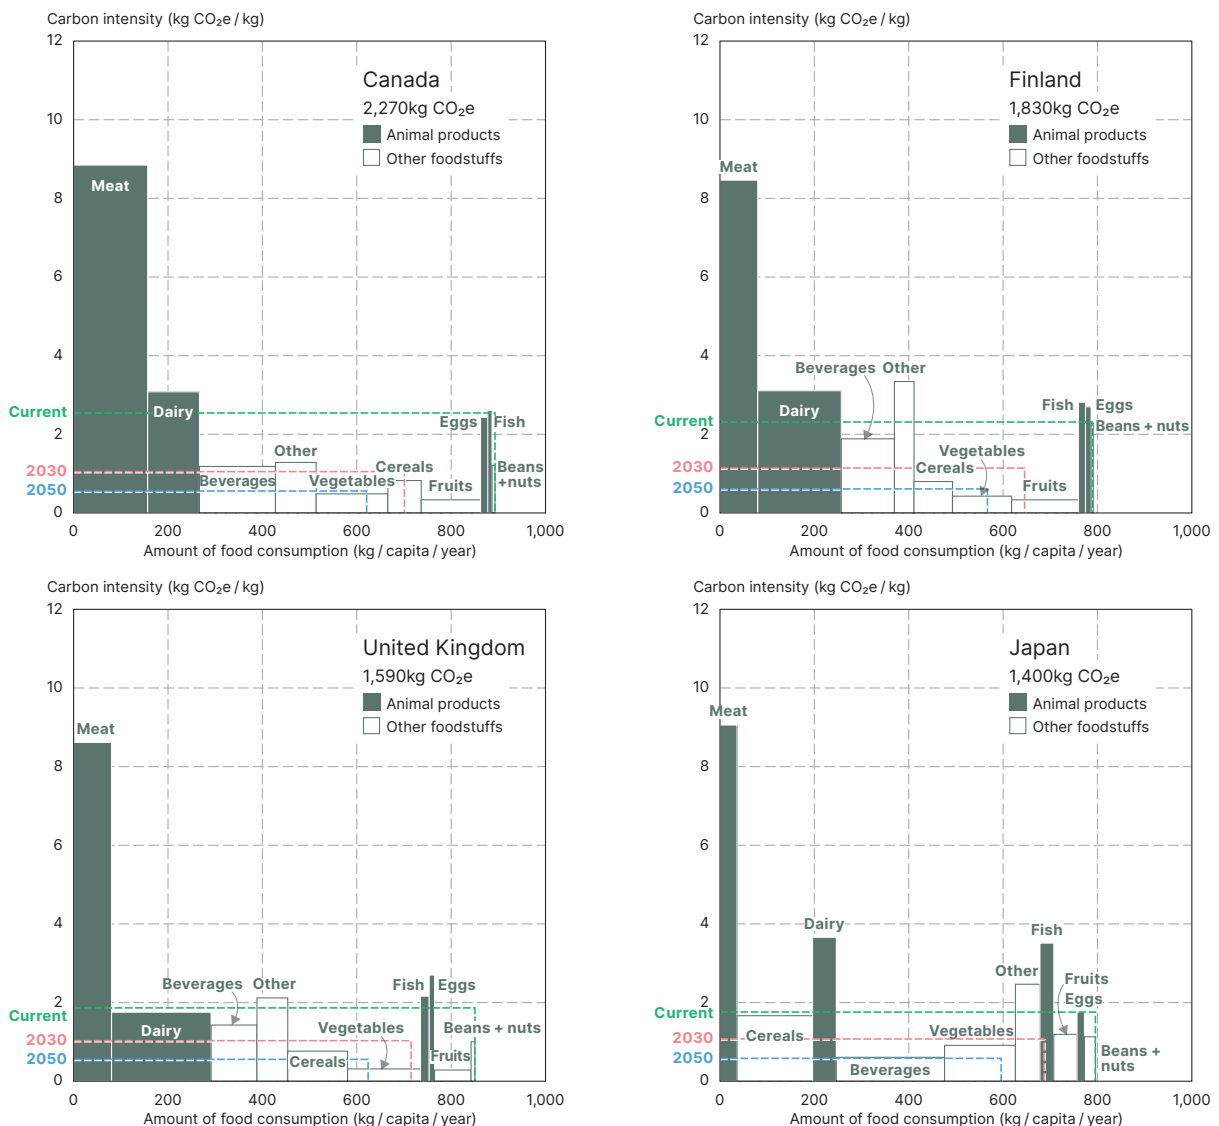 Carbon intensity (kg CO₂e / kg)
12
10
8
6
4
2
0
Canada
2,270kg CO₂e
Animal products
Other foodstuffs
Meat
Dairy
Current
2030
2050
Beverages
Other
Vegetables
Cereals
Fruits
Eggs
Fish
Beans
+nuts
0
200
400
600
800
1,000
Amount of food consumption (kg / capita / year)
Carbon intensity (kg CO₂e / kg)
12
10
8
6
4
2
0
Finland
1,830kg CO₂e
Animal products
Other foodstuffs
Meat
Dairy
Current
2030
2050
Beverages
Other
Cereals
Vegetables
Fruits
Fish
Eggs
Beans + nuts
0
200
400
600
800
1,000
Amount of food consumption (kg / capita / year)
Carbon intensity (kg CO₂e / kg)
12
10
8
6
4
2
0
United Kingdom
1,590kg CO₂e
Animal products
Other foodstuffs
Meat
Dairy
Current
2030
2050
Beverages
Other
Cereals
Vegetables
Fish
Eggs
Fruits
Beans + nuts
0
200
400
600
800
1,000
Amount of food consumption (kg / capita / year)
Carbon intensity (kg CO₂e / kg)
12
10
8
6
4
2
0
Japan
1,400kg CO₂e
Animal products
Other foodstuffs
Meat
Cereals
Dairy
Current
2030
2050
Beverages
Vegetables
Other
Fish
Fruits
Eggs
Beans +
nuts
0
200
400
600
800
1,000
Amount of food consumption (kg / capita / year)